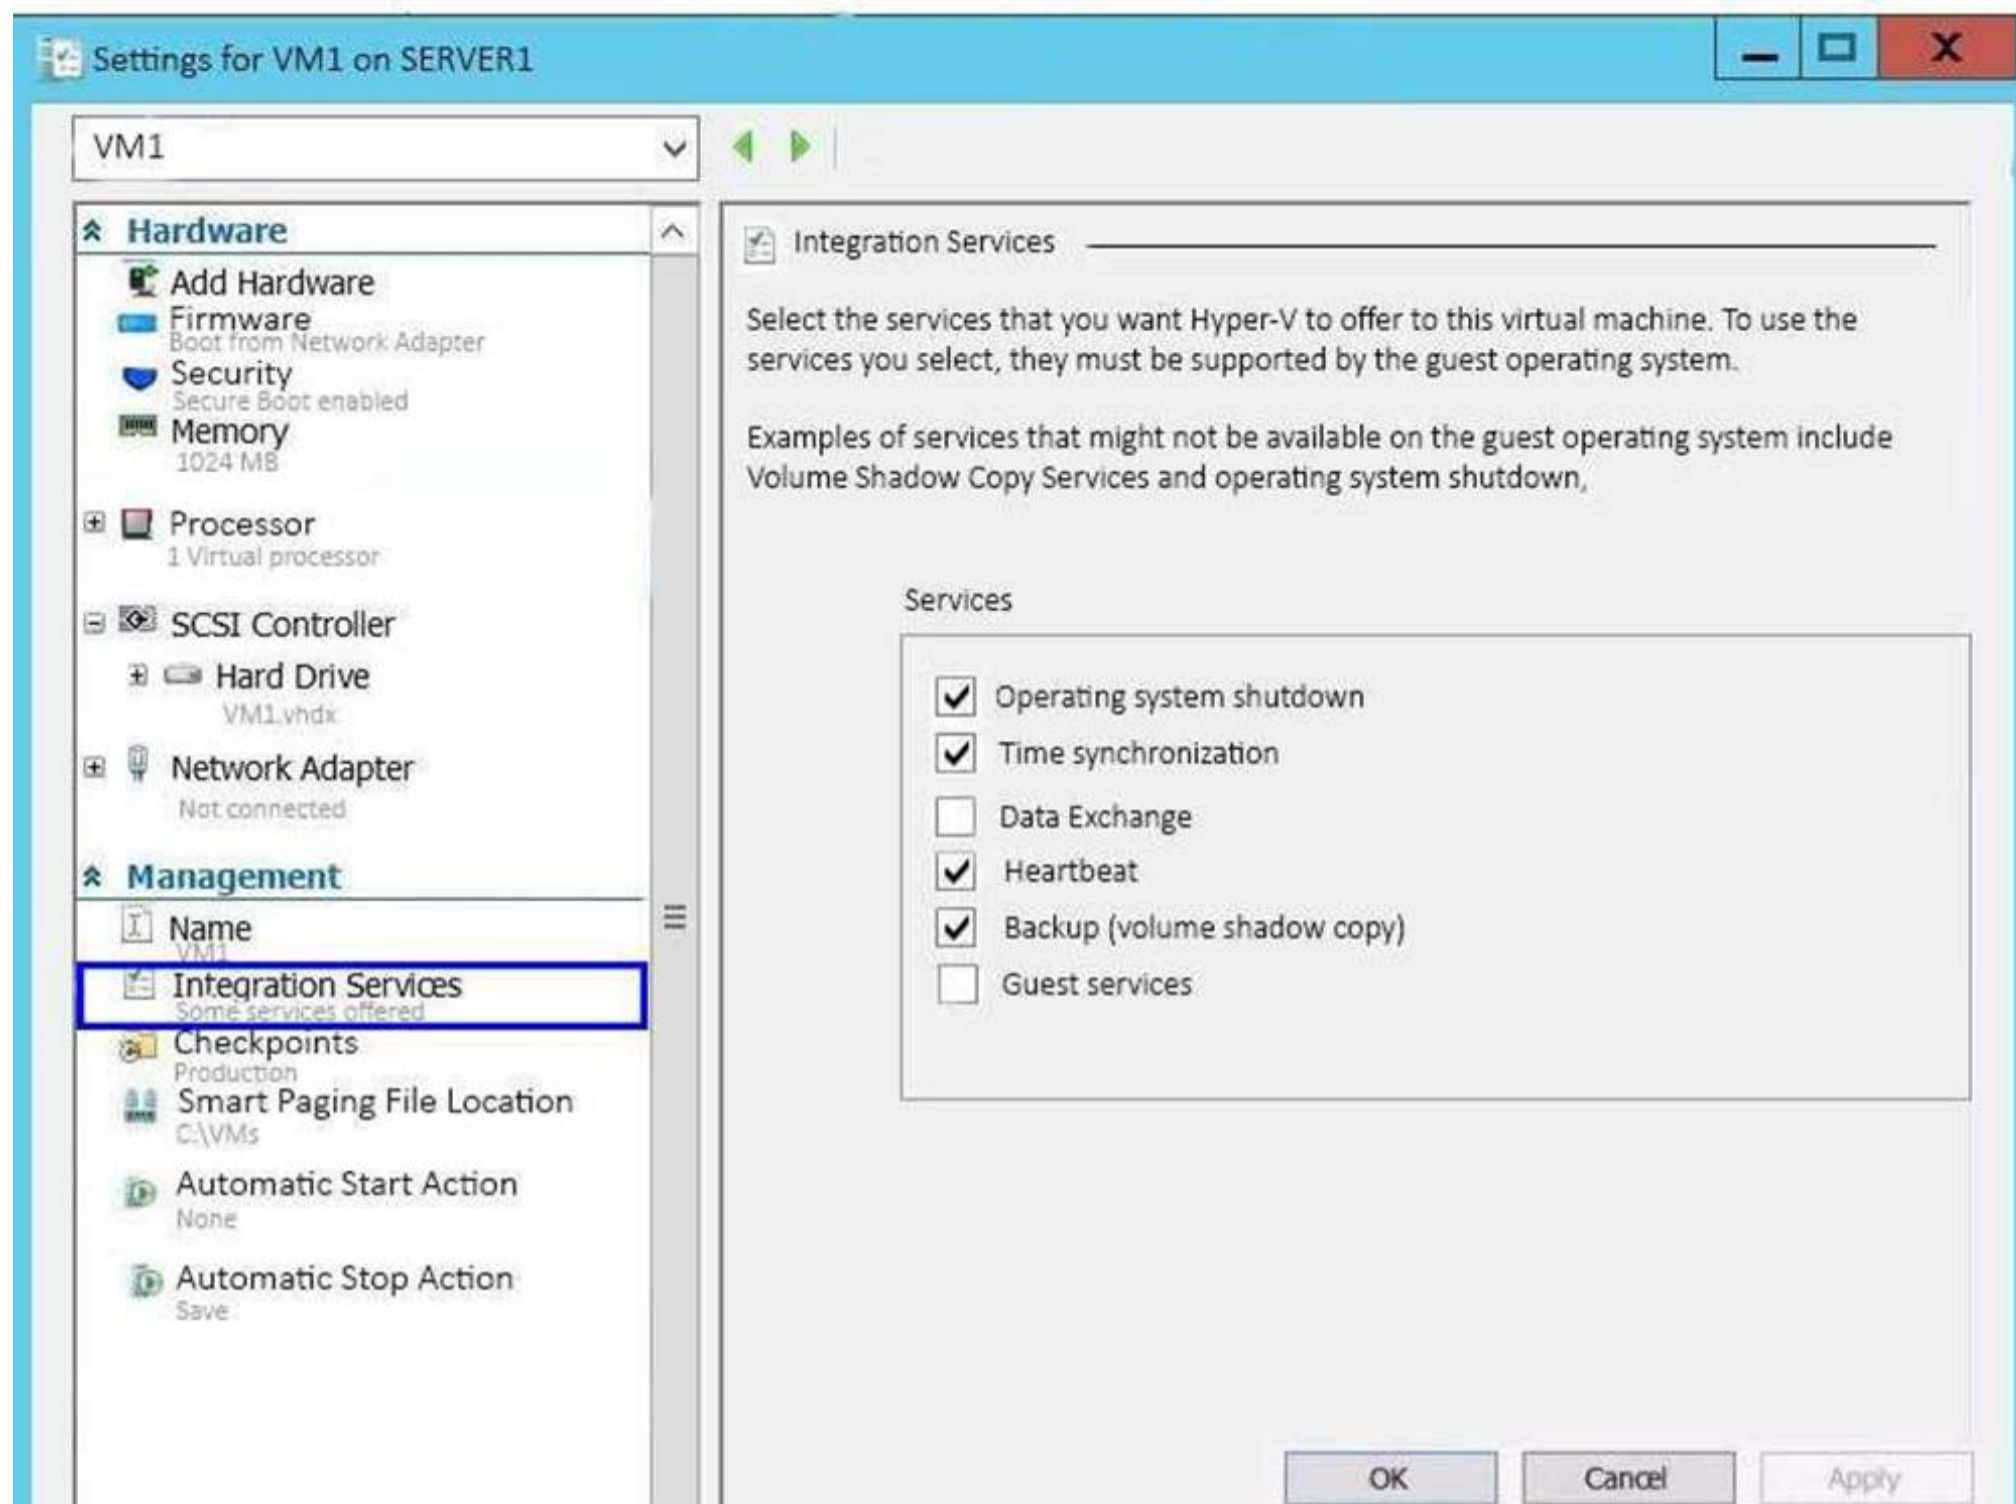 Settings for VM1 on SERVER1
VM1
Hardware
Add Hardware
Firmware
Boot from Network Adapter
Security
Secure Boot enabled
Memory
1024 MB
Processor
1 Virtual processor
SCSI Controller
Hard Drive
VM1.vhdx
Network Adapter
Not connected
Management
Name
VM1
Integration Services
Some services offered
Checkpoints
Production
Smart Paging File Location
C:\VMs
Automatic Start Action
None
Automatic Stop Action
Save
Integration Services
Select the services that you want Hyper-V to offer to this virtual machine. To use the
services you select, they must be supported by the guest operating system.
Examples of services that might not be available on the guest operating system include
Volume Shadow Copy Services and operating system shutdown,
Services
Operating system shutdown
Time synchronization
Data Exchange
Heartbeat
Backup (volume shadow copy)
Guest services
OK
Cancel
Apply